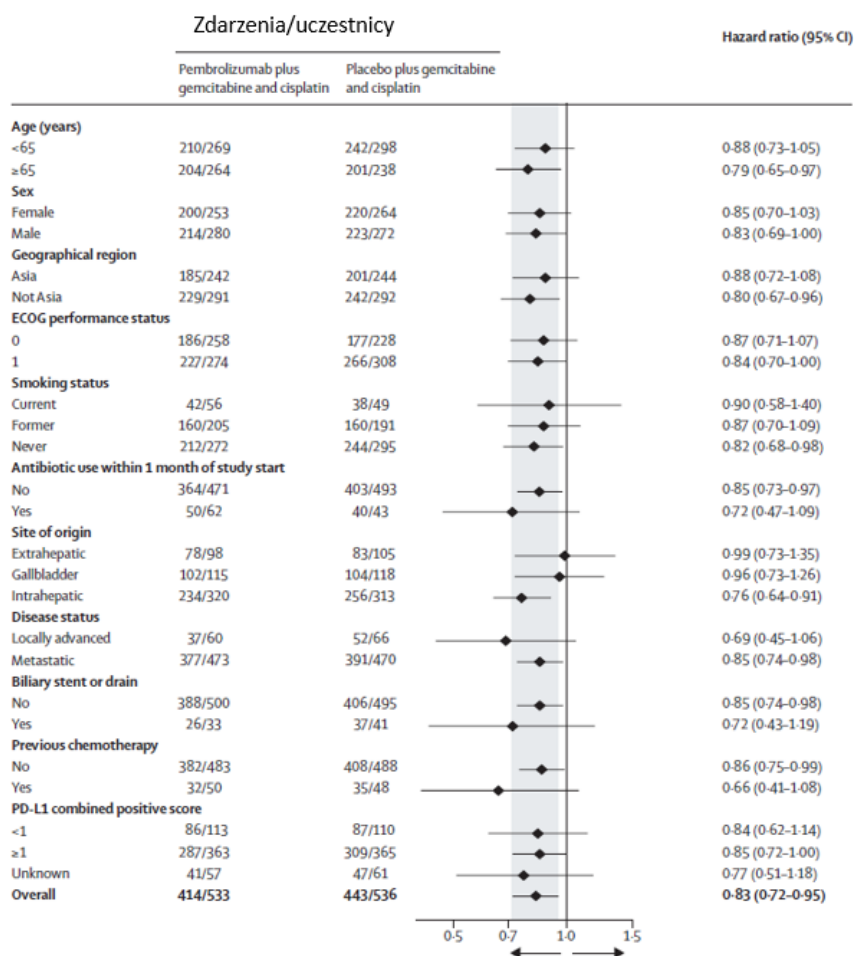 Zdarzenia/uczestnicy
Hazard ratio (95% CI)
Pembrolizumab plus gemcitabine and cisplatin
Placebo plus gemcitabine and cisplatin
Age (years)
<65 210/269 242/298 0·88 (0·73–1·05)
≥65 204/264 201/238 0·79 (0·65–0·97)
Sex
Female 200/253 220/264 0·85 (0·70–1·03)
Male 214/280 223/272 0·83 (0·69–1·00)
Geographical region
Asia 185/242 201/244 0·88 (0·72–1·08)
Not Asia 229/291 242/292 0·80 (0·67–0·96)
ECOG performance status
0 186/258 177/228 0·87 (0·71–1·07)
1 227/274 266/308 0·84 (0·70–1·00)
Smoking status
Current 42/56 38/49 0·90 (0·58–1·40)
Former 160/205 160/191 0·87 (0·70–1·09)
Never 212/272 244/295 0·82 (0·68–0·98)
Antibiotic use within 1 month of study start
No 364/471 403/493 0·85 (0·73–0·97)
Yes 50/62 40/43 0·72 (0·47–1·09)
Site of origin
Extrahepatic 78/98 83/105 0·99 (0·73–1·35)
Gallbladder 102/115 104/118 0·96 (0·73–1·26)
Intrahepatic 234/320 256/313 0·76 (0·64–0·91)
Disease status
Locally advanced 37/60 52/66 0·69 (0·45–1·06)
Metastatic 377/473 391/470 0·85 (0·74–0·98)
Biliary stent or drain
No 388/500 406/495 0·85 (0·74–0·98)
Yes 26/33 37/41 0·72 (0·43–1·19)
Previous chemotherapy
No 382/483 408/488 0·86 (0·75–0·99)
Yes 32/50 35/48 0·66 (0·41–1·08)
PD-L1 combined positive score
<1 86/113 87/110 0·84 (0·62–1·14)
≥1 287/363 309/365 0·85 (0·72–1·00)
Unknown 41/57 47/61 0·77 (0·51–1·18)
Overall 414/533 443/536 0·83 (0·72–0·95)
0·5 0·7 1·0 1·5